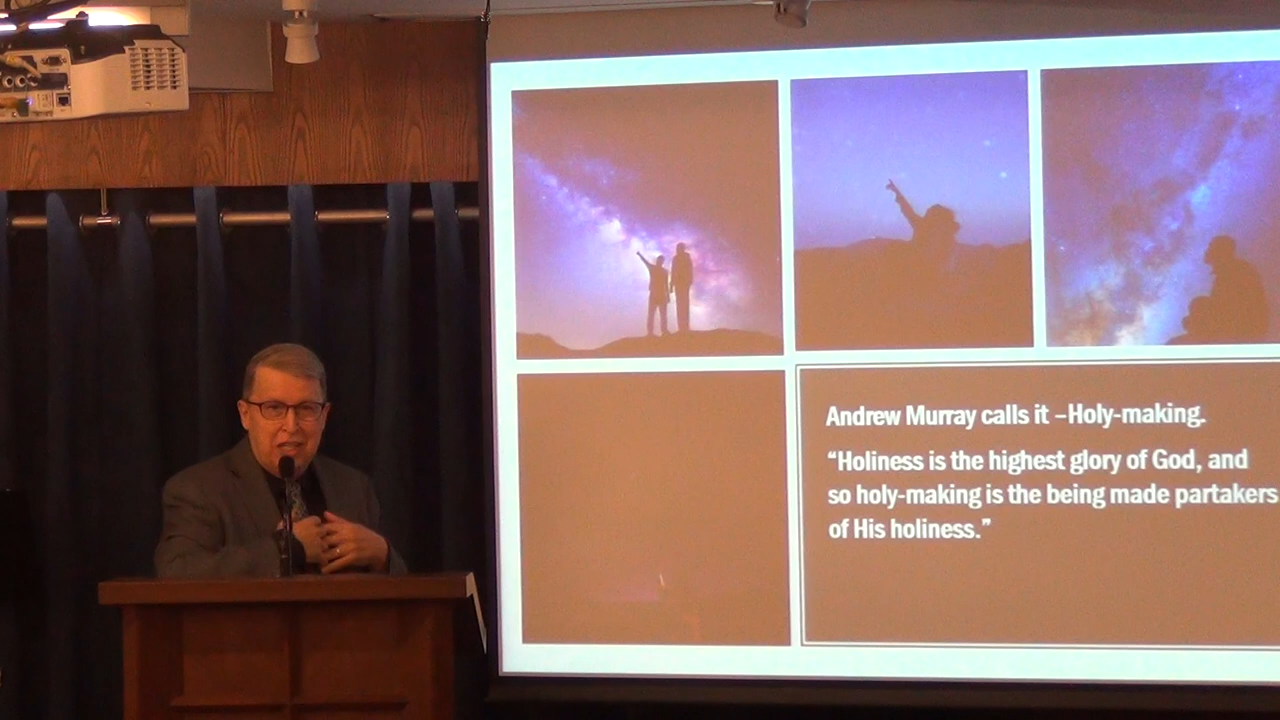 Andrew Murray calls it –Holy-making.
“Holiness is the highest glory of God, and
so holy-making is the being made partakers
of His holiness.”